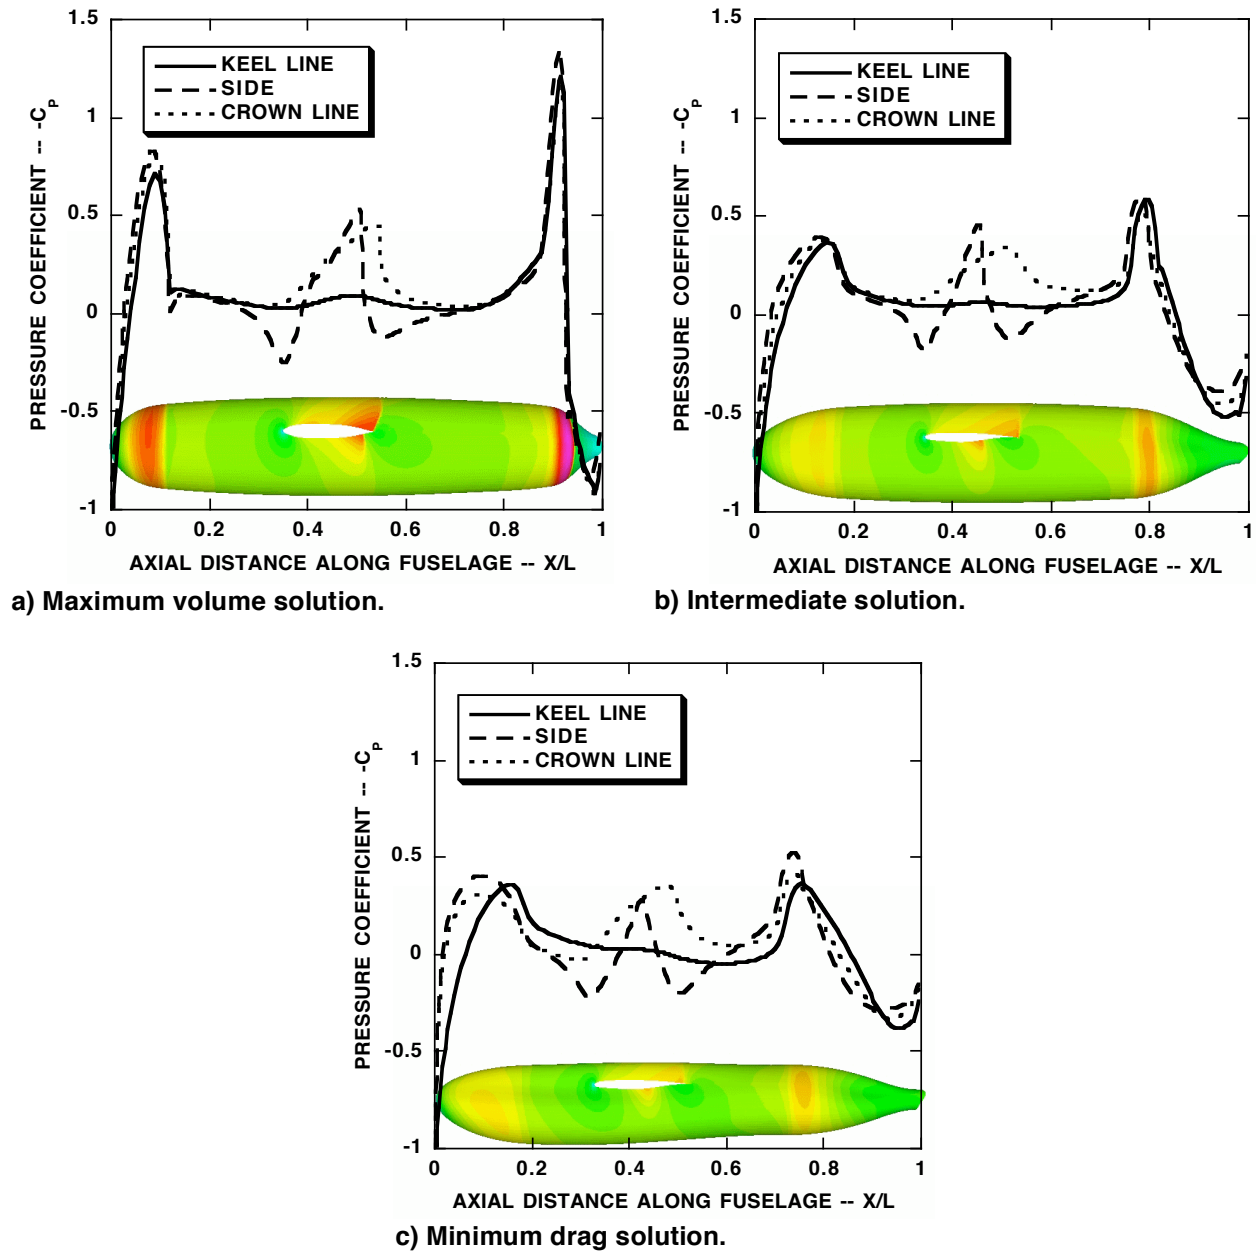 1.5
1
0.5
0
-0.5
-1
PRESSURE COEFFICIENT -- -CP
KEEL LINE
SIDE
CROWN LINE
0 0.2 0.4 0.6 0.8 1
AXIAL DISTANCE ALONG FUSELAGE -- X/L
a) Maximum volume solution.
1.5
1
0.5
0
-0.5
-1
PRESSURE COEFFICIENT -- -CP
KEEL LINE
SIDE
CROWN LINE
0 0.2 0.4 0.6 0.8 1
AXIAL DISTANCE ALONG FUSELAGE -- X/L
b) Intermediate solution.
1.5
1
0.5
0
-0.5
-1
PRESSURE COEFFICIENT -- -CP
KEEL LINE
SIDE
CROWN LINE
0 0.2 0.4 0.6 0.8 1
AXIAL DISTANCE ALONG FUSELAGE -- X/L
c) Minimum drag solution.